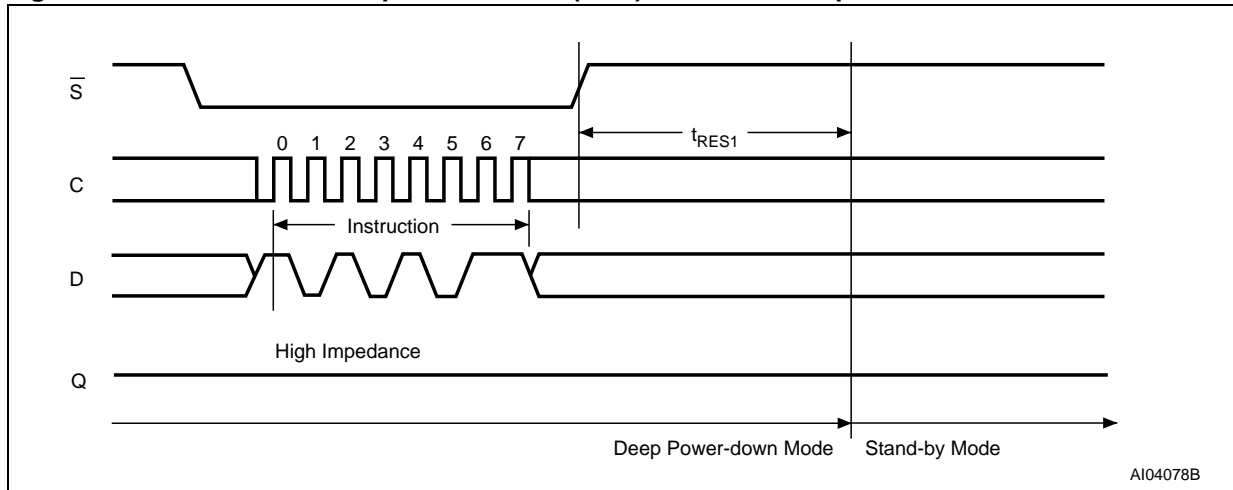 S̅
0 1 2 3 4 5 6 7
tRES1
C
Instruction
D
High Impedance
Q
Deep Power-down Mode Stand-by Mode
AI04078B